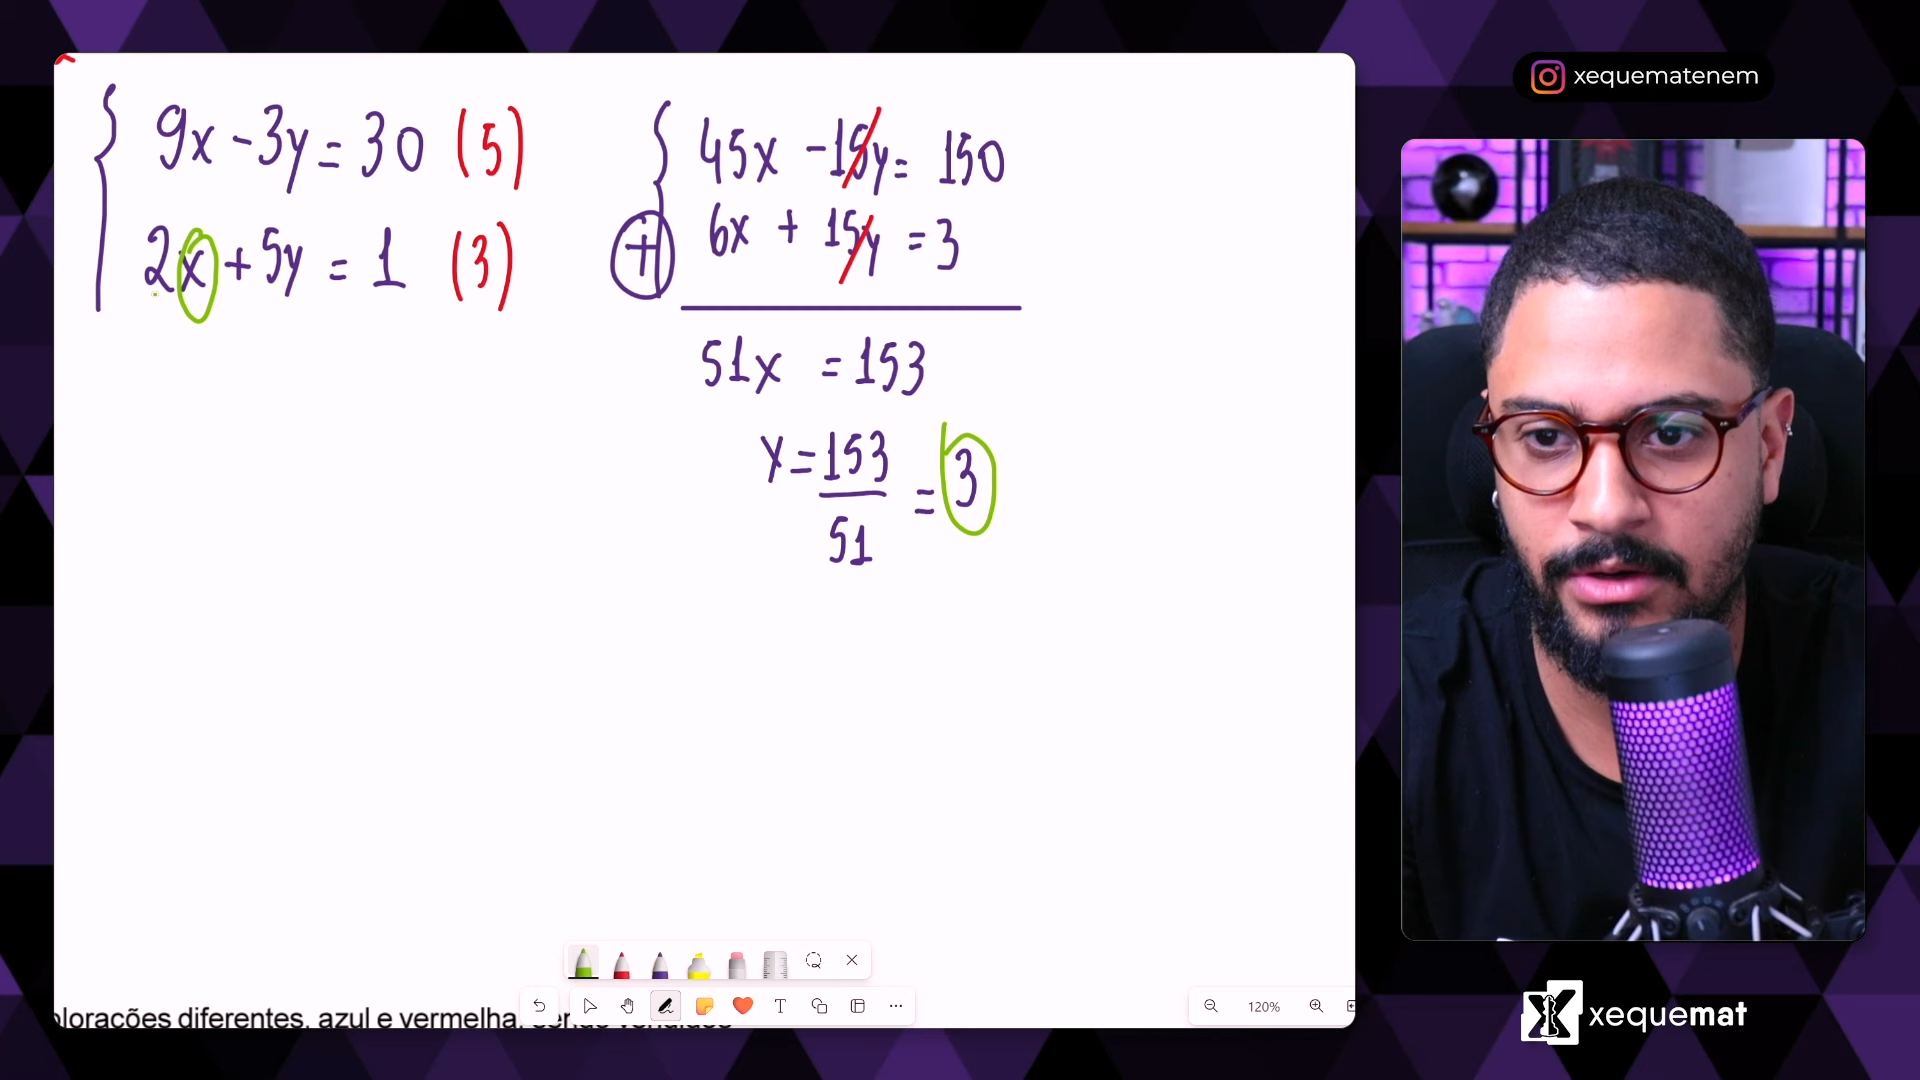 xequematenem
9x - 3y = 30 (5)
2x + 5y = 1 (3)
45x - 15y = 150
+ 6x + 15y = 3
51x = 153
x = 153/51 = 3
olorações diferentes, azul e vermelha,
120%
xequemat